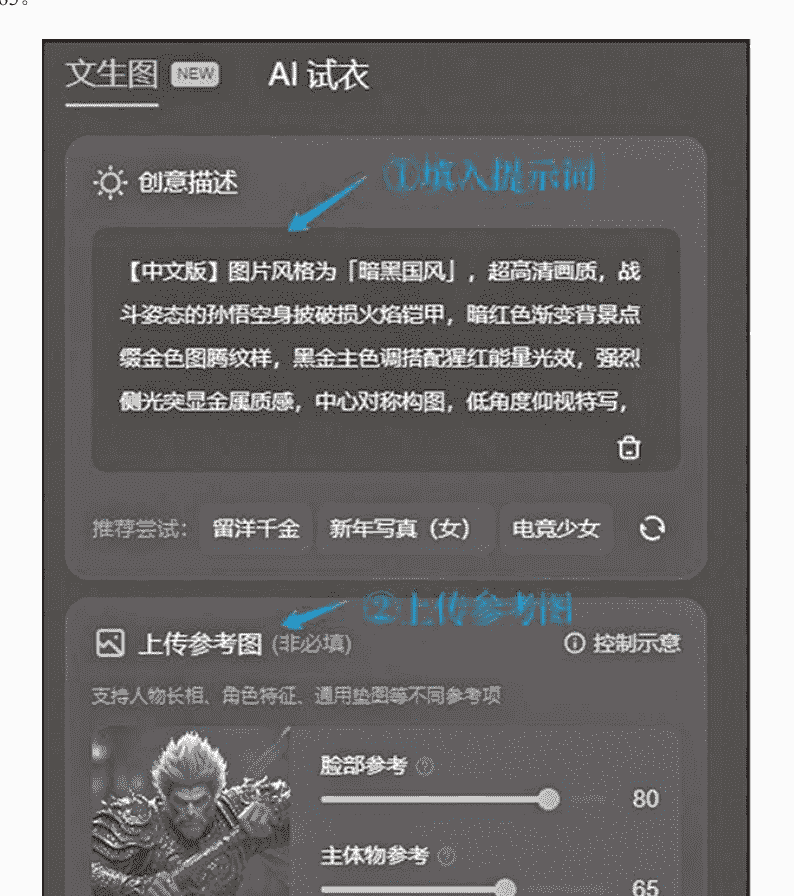 65。
文生图 NEW AI 试衣
创意描述
①填入提示词
【中文版】图片风格为「暗黑国风」，超高清画质，战
斗姿态的孙悟空身披破损火焰铠甲，暗红色渐变背景点
缀金色图腾纹样，黑金主色调搭配猩红能量光效，强烈
侧光突显金属质感，中心对称构图，低角度仰视特写，
推荐尝试： 留洋千金 新年写真（女） 电竞少女
②上传参考图
上传参考图 (非必填) 控制示意
支持人物长相、角色特征、通用垫图等不同参考项
脸部参考 80
主体物参考 65